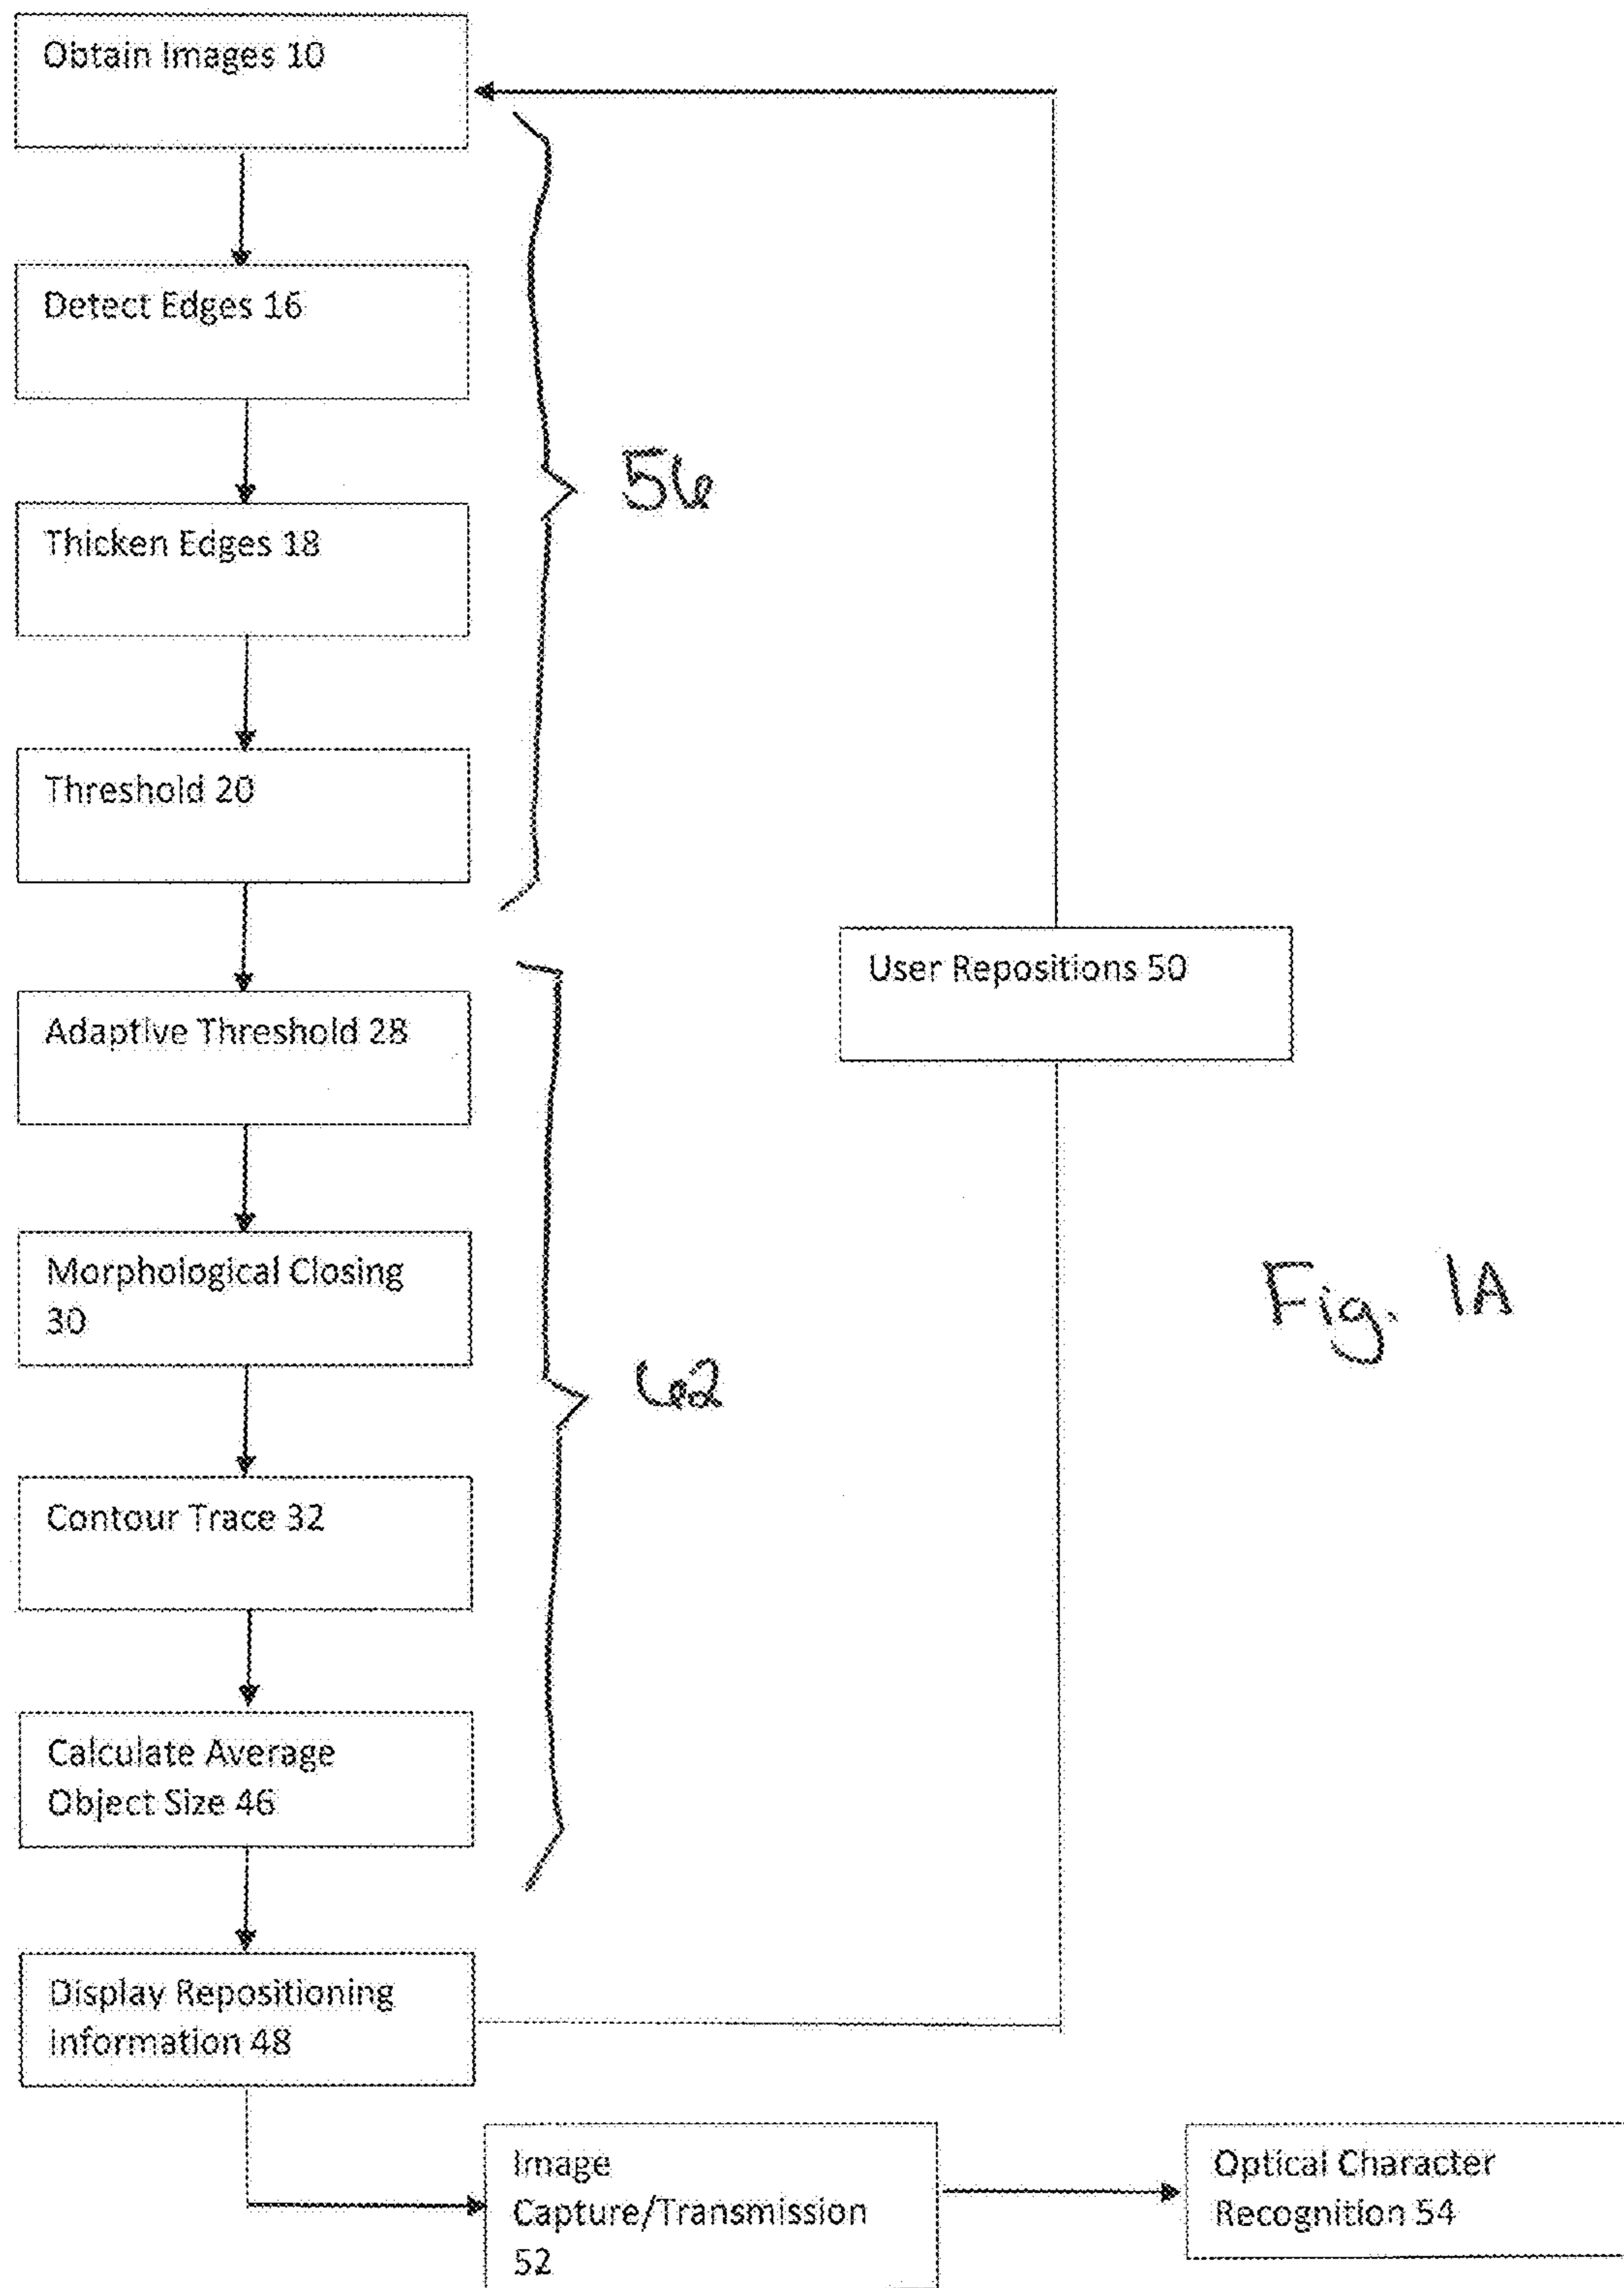 Obtain Images 10
Detect Edges 16
Thicken Edges 18
56
Threshold 20
User Repositions 50
Adaptive Threshold 28
Morphological Closing
30
62
Fig. 1A
Contour Trace 32
Calculate Average
Object Size 46
Display Repositioning
Information 48
Image
Capture/Transmission
52
Optical Character
Recognition 54